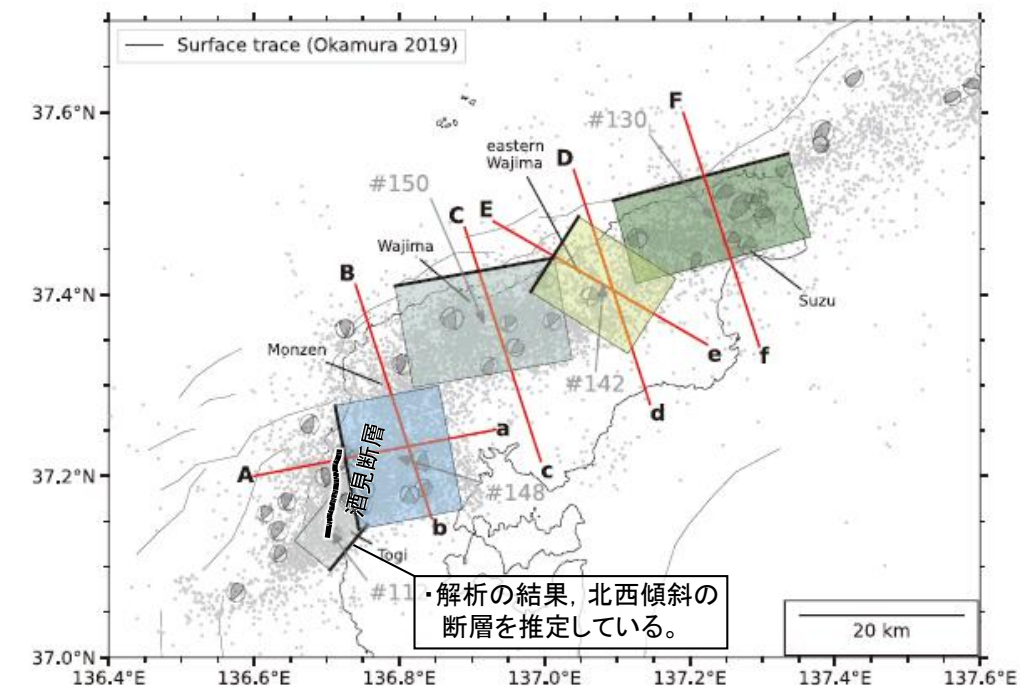 Surface trace (Okamura 2019)
37.6°N
37.4°N
37.2°N
37.0°N
F
#130
eastern
Wajima
D
#150
C
E
Wajima
B
Suzu
Monzen
e
f
#142
d
a
酒見断層
A
c
#148
b
Togi
#112
・解析の結果，北西傾斜の
断層を推定している。
20 km
136.4°E
136.6°E
136.8°E
137.0°E
137.2°E
137.4°E
137.6°E